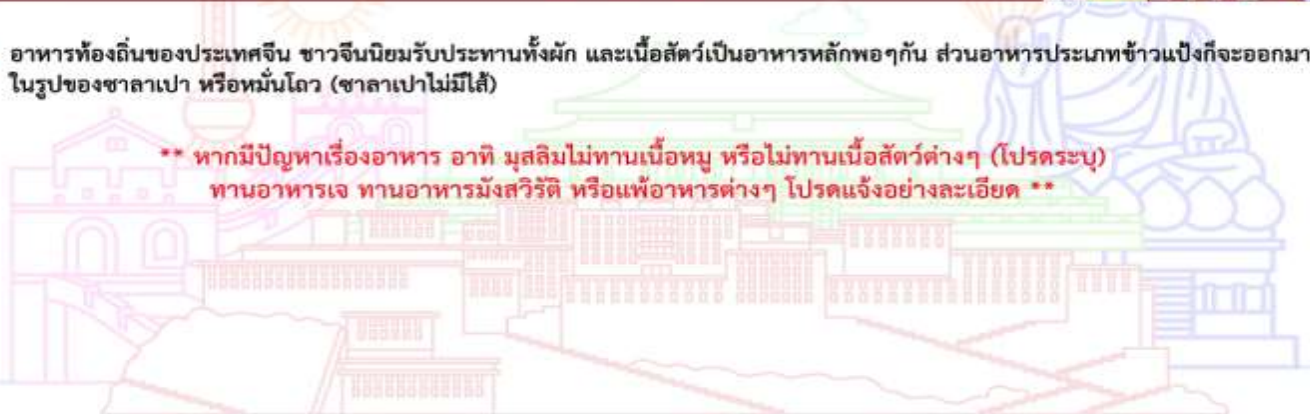 อาหารท้องถิ่นของประเทศจีน ชาวจีนนิยมรับประทานทั้งผัก และเนื้อสัตว์เป็นอาหารหลักพอๆกัน ส่วนอาหารประเภทข้าวแป้งก็จะออกมา
ในรูปของซาลาเปา หรือหมั่นโถว (ซาลาเปาไม่มีไส้)
** หากมีปัญหาเรื่องอาหาร อาทิ มุสลิมไม่ทานเนื้อหมู หรือไม่ทานเนื้อสัตว์ต่างๆ (โปรดระบุ)
ทานอาหารเจ ทานอาหารมังสวิรัติ หรือแพ้อาหารต่างๆ โปรดแจ้งอย่างละเอียด **